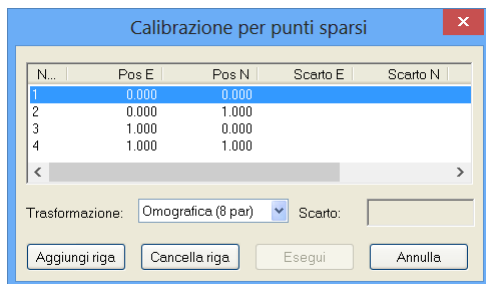 Calibrazione per punti sparsi
N... Pos E Pos N Scarto E Scarto N
1 0.000 0.000
2 0.000 1.000
3 1.000 0.000
4 1.000 1.000
Trasformazione: Omografica (8 par) Scarto:
Aggiungi riga Cancella riga Esegui Annulla